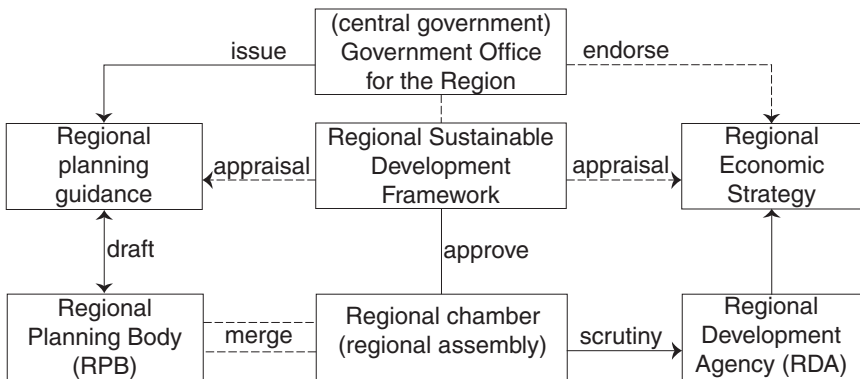 (central government)
Government Office
for the Region
issue
endorse
Regional
planning
guidance
appraisal
Regional Sustainable
Development
Framework
appraisal
Regional
Economic
Strategy
draft
approve
Regional
Planning Body
(RPB)
merge
Regional chamber
(regional assembly)
scrutiny
Regional
Development
Agency (RDA)